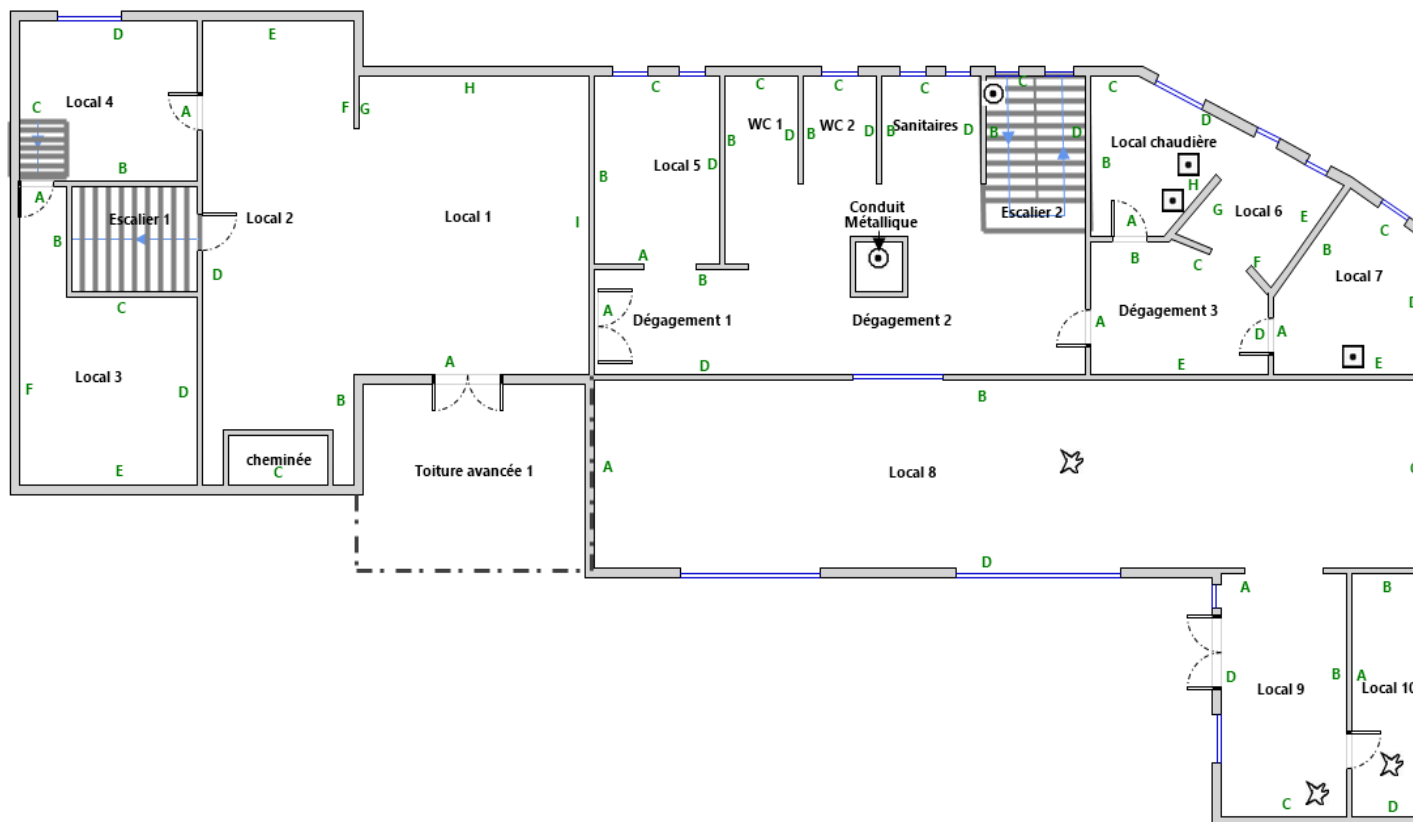 D
E
Local 4
C
A
F
G
H
B
A
Escalier 1
B
Local 2
Local 1
D
C
I
Local 3
F
D
E
A
B
cheminée
C
Toiture avancée 1
C
B
Local 5
D
A
B
C
WC 1
B
D
C
WC 2
B
D
C
Sanitaires
B
D
C
B
D
Escalier 2
Conduit
Métallique
A
Dégagement 1
D
Dégagement 2
C
D
Local chaudière
B
H
A
G
Local 6
E
B
C
F
A
Dégagement 3
D
E
C
B
Local 7
D
A
E
B
A
Local 8
C
D
A
B
D
Local 9
C
B
A
Local 10
D